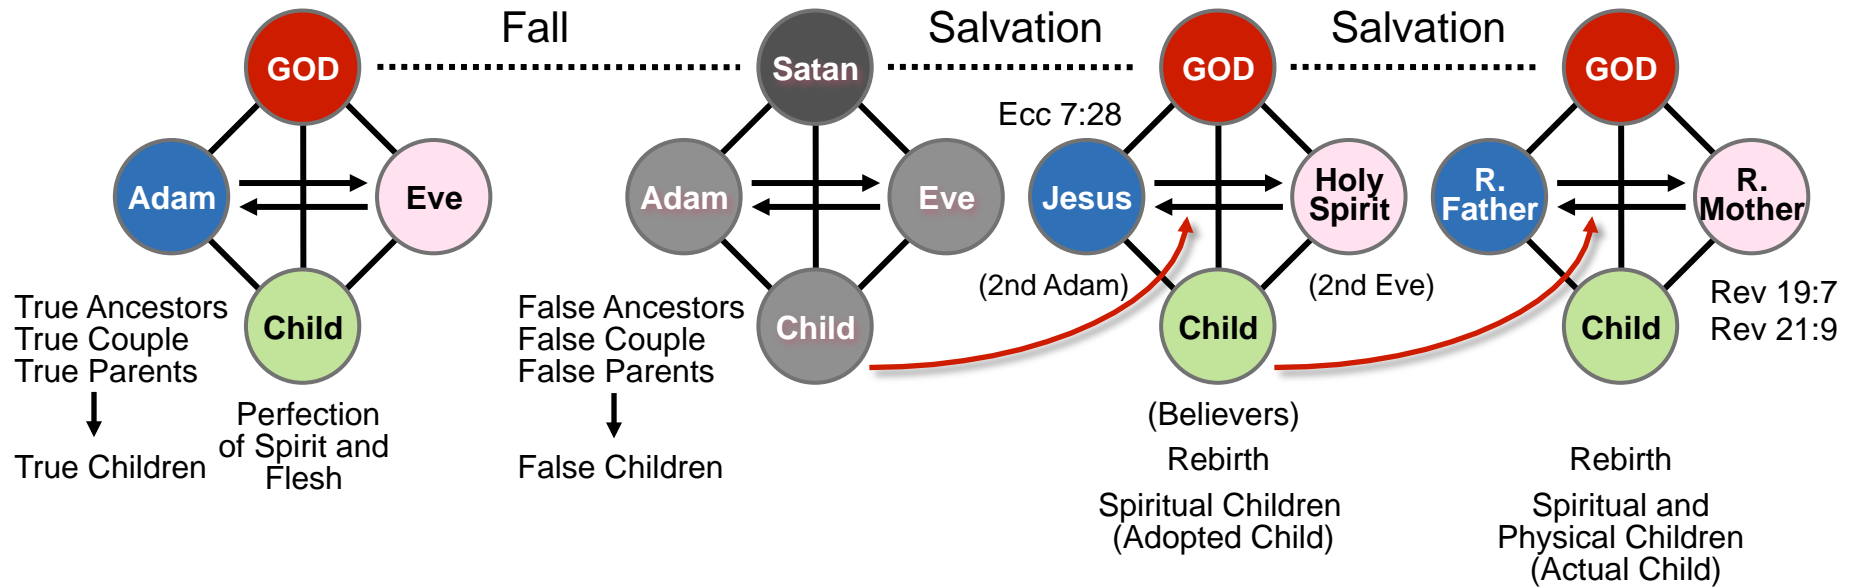 Fall
Salvation
Salvation
GOD
Satan
GOD
GOD
Ecc 7:28
Adam
Eve
Adam
Eve
Jesus
Holy
Spirit
R.
Father
R.
Mother
(2nd Adam)
(2nd Eve)
Child
Child
Child
Child
True Ancestors
True Couple
True Parents
True Children
Perfection
of Spirit and
Flesh
False Ancestors
False Couple
False Parents
False Children
(Believers)
Rebirth
Spiritual Children
(Adopted Child)
Rev 19:7
Rev 21:9
Rebirth
Spiritual and
Physical Children
(Actual Child)